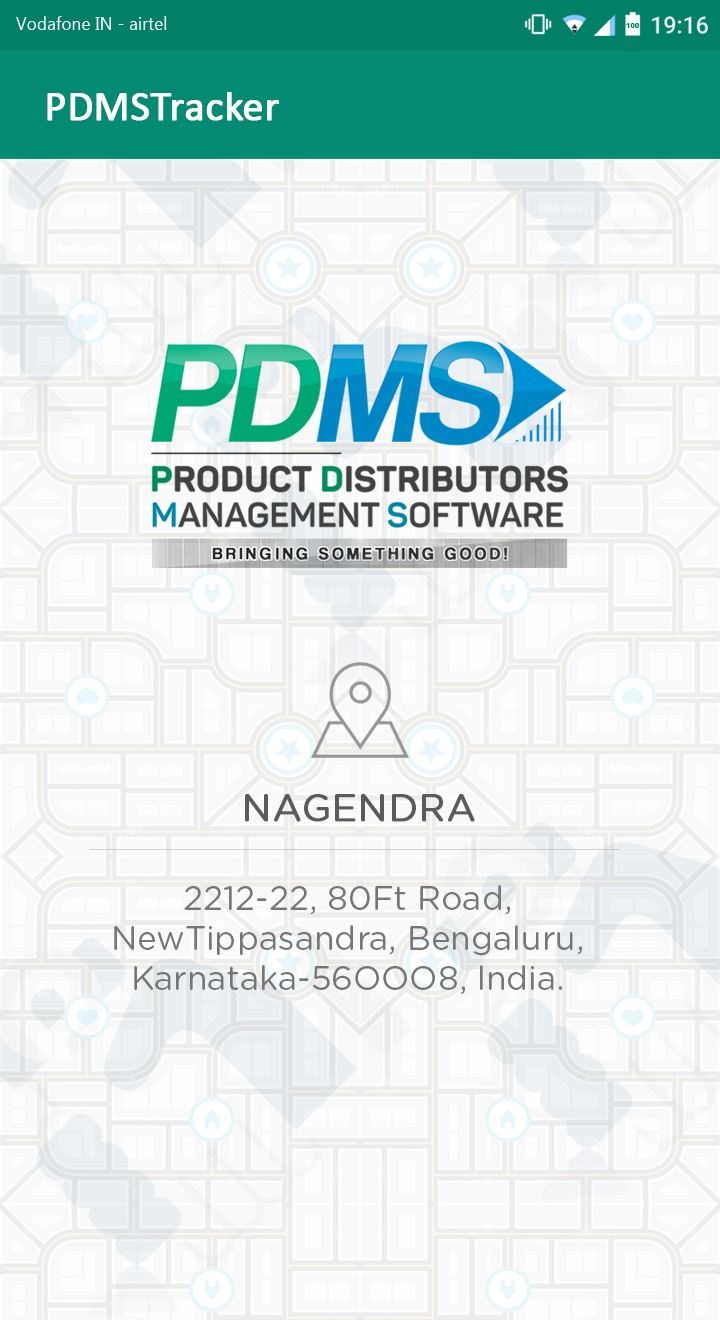 Vodafone IN - airtel
100
19:16
PDMSTracker
PDMS
PRODUCT DISTRIBUTORS
MANAGEMENT SOFTWARE
BRINGING SOMETHING GOOD!
NAGENDRA
2212-22, 80Ft Road,
NewTippasandra, Bengaluru,
Karnataka-560008, India.